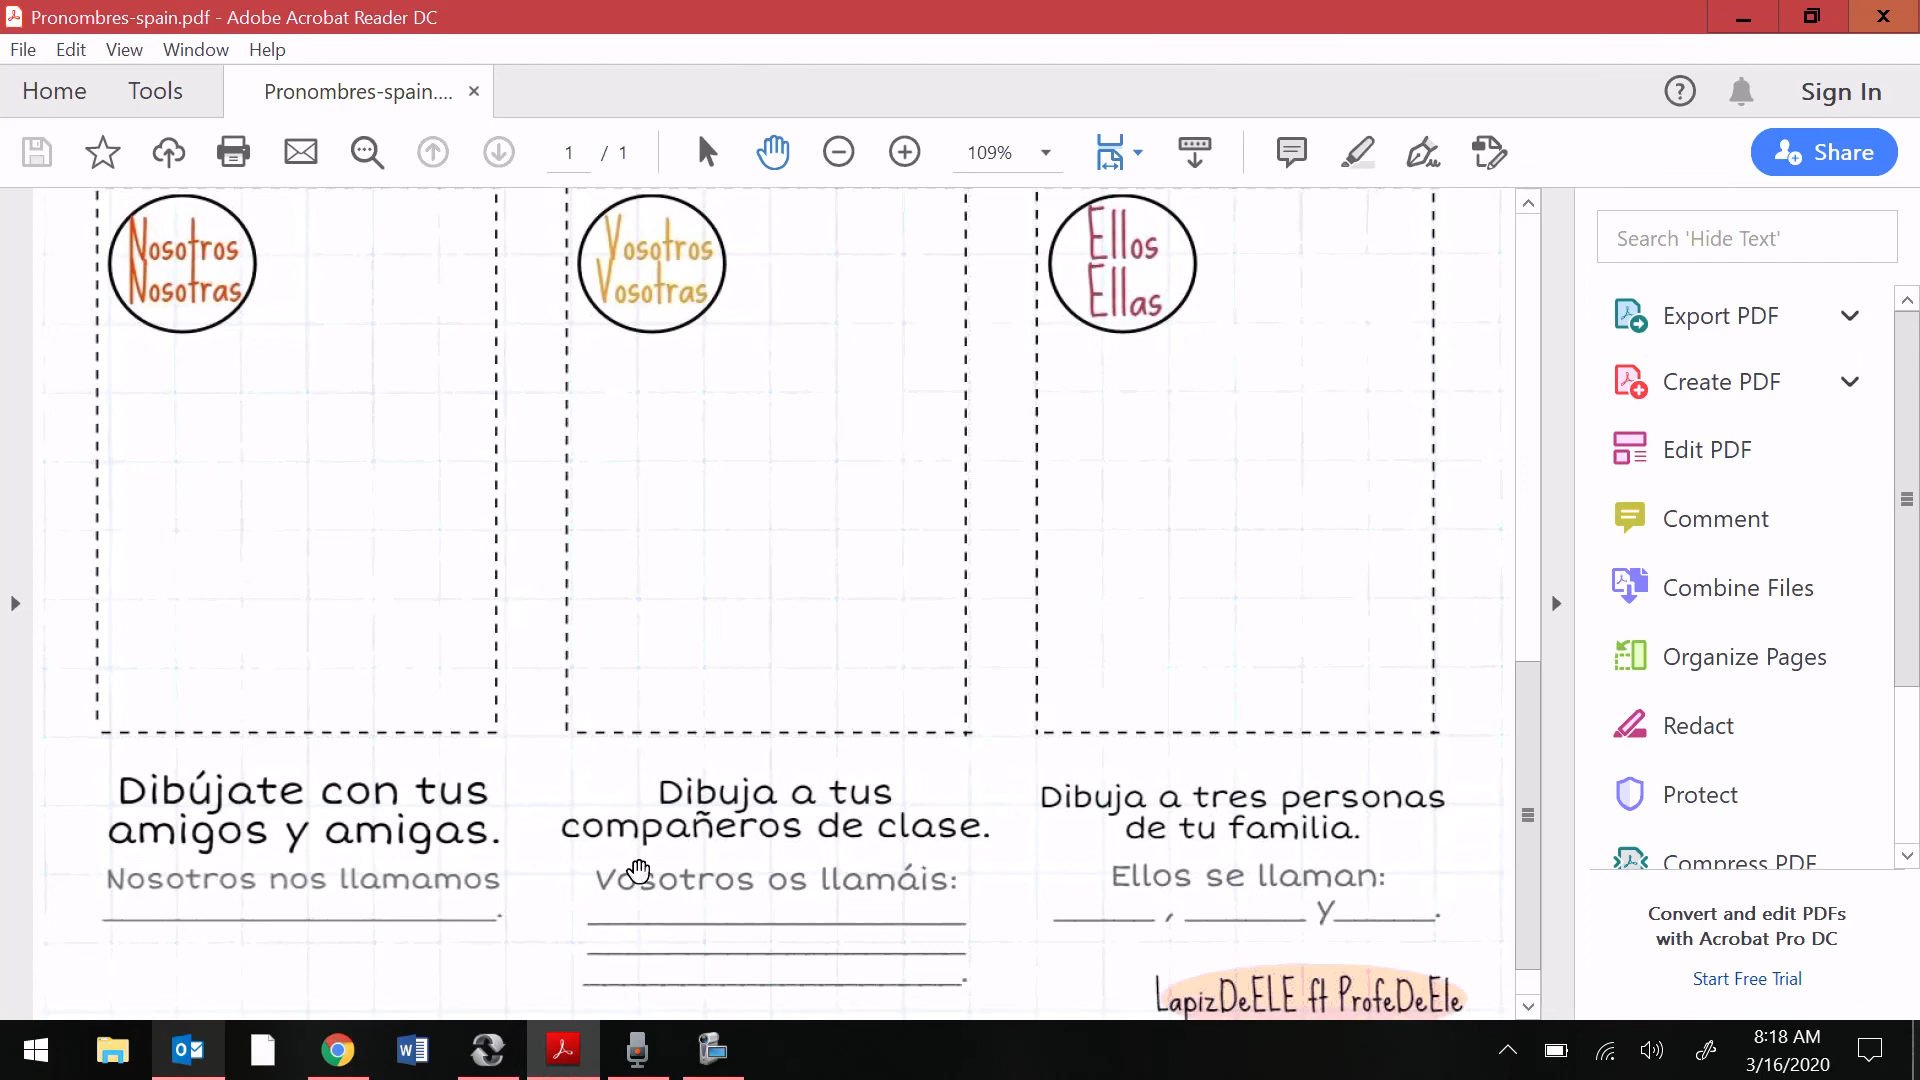 Pronombres-spain.pdf - Adobe Acrobat Reader DC
File Edit View Window Help
Home Tools Pronombres-spain.... × Sign In
1 / 1 109% Share
Nosotros
Nosotras
Vosotros
Vosotras
Ellos
Ellas
Dibújate con tus
amigos y amigas.
Nosotros nos llamamos
Dibuja a tus
compañeros de clase.
Vosotros os llamáis:
Dibuja a tres personas
de tu familia.
Ellos se llaman:
_______ , ________ y_______.
LapizDeELE ft ProfeDeEle
Search 'Hide Text'
Export PDF
Create PDF
Edit PDF
Comment
Combine Files
Organize Pages
Redact
Protect
Compress PDF
Convert and edit PDFs
with Acrobat Pro DC
Start Free Trial
8:18 AM
3/16/2020